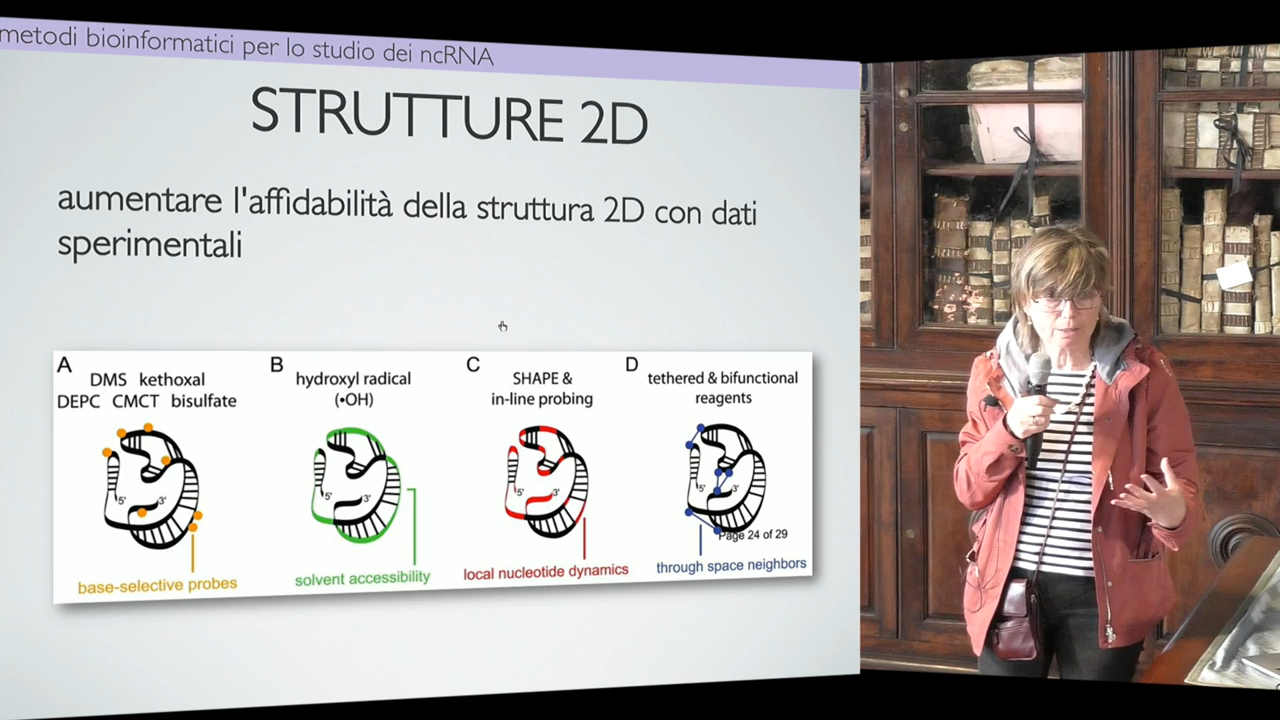 metodi bioinformatici per lo studio dei ncRNA
STRUTTURE 2D
aumentare l'affidabilità della struttura 2D con dati
sperimentali
A
DMS kethoxal
DEPC CMCT bisulfate
5'
3'
base-selective probes
B
hydroxyl radical
(•OH)
5'
3'
solvent accessibility
C
SHAPE &
in-line probing
5'
3'
local nucleotide dynamics
D
tethered & bifunctional
reagents
5'
3'
Page 24 of 29
through space neighbors